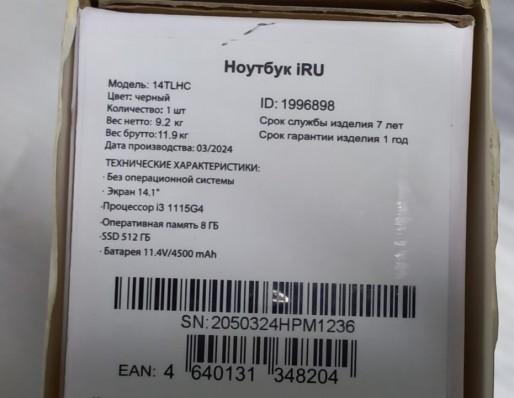 Ноутбук iRU
Модель: 14TLHC
Цвет: черный
Количество: 1 шт
Вес нетто: 9.2 кг
Вес брутто:11.9 кг
Дата производства: 03/2024
ID: 1996898
Срок службы изделия 7 лет
Срок гарантии изделия 1 год
ТЕХНИЧЕСКИЕ ХАРАКТЕРИСТИКИ:
· Без операционной системы
· Экран 14.1"
·Процессор i3 1115G4
·Оперативная память 8 ГБ
·SSD 512 ГБ
· Батарея 11.4V/4500 mAh
SN:2050324HPM1236
EAN: 4 640131 348204